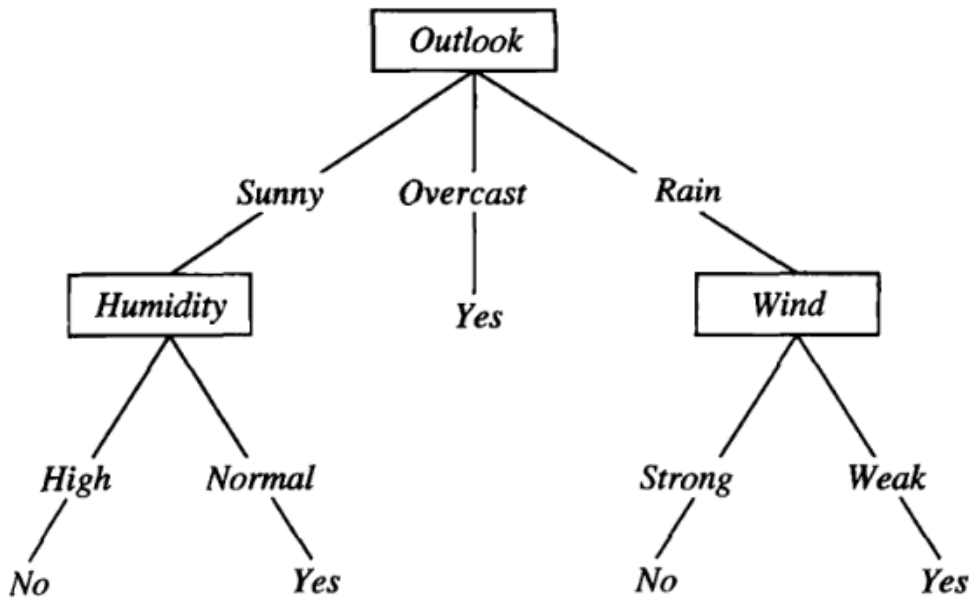 Outlook
Sunny Overcast Rain
Humidity Yes Wind
High Normal Strong Weak
No Yes No Yes